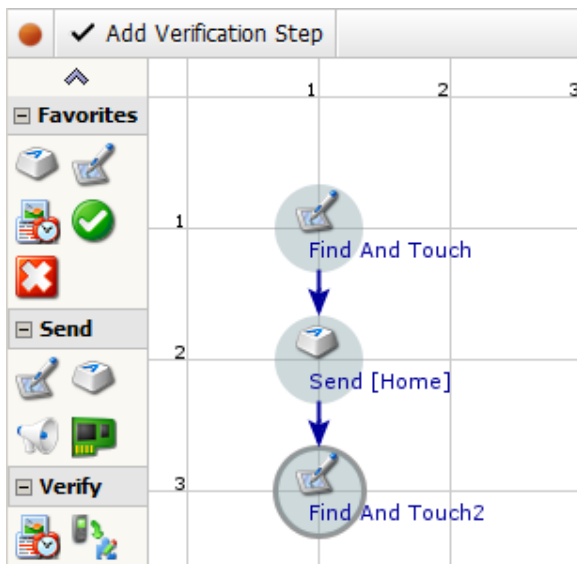 Add Verification Step
1 2 3
Favorites
1
Find And Touch
Send
2
Send [Home]
Verify
3
Find And Touch2